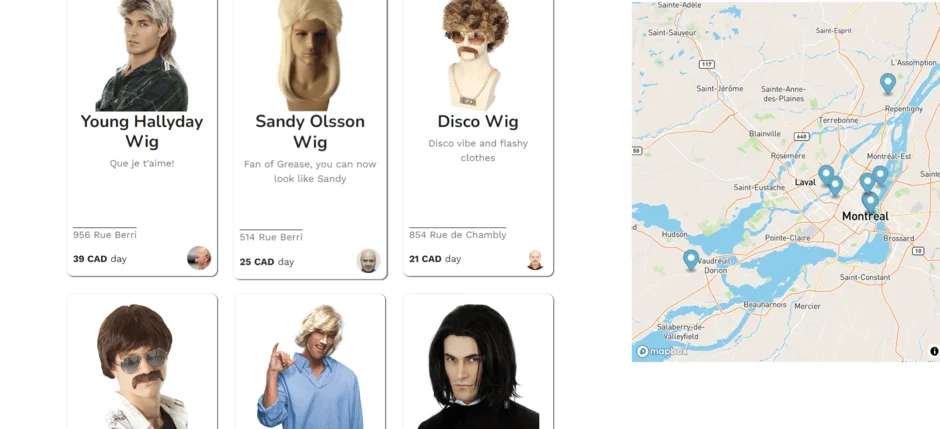 Young Hallyday
Wig
Que je t'aime!
956 Rue Berri
39 CAD day
Sandy Olsson
Wig
Fan of Grease, you can now
look like Sandy
514 Rue Berri
25 CAD day
Disco Wig
Disco vibe and flashy
clothes
854 Rue de Chambly
21 CAD day
Sainte-Adèle
Saint-Sauveur
Saint-Esprit
117
L'Assomption
Saint-Jérôme
Sainte-Anne-
des-Plaines
Repentigny
Terrebonne
Blainville
640
Rosemère
Montréal-Est
Laval
Saint-Eustache
Montreal
Hudson
Pointe-Claire
Brossard
10
Vaudreuil-
Dorion
Saint-Constant
Beauharnois
Mercier
Salaberry-de-
Valleyfield
mapbox